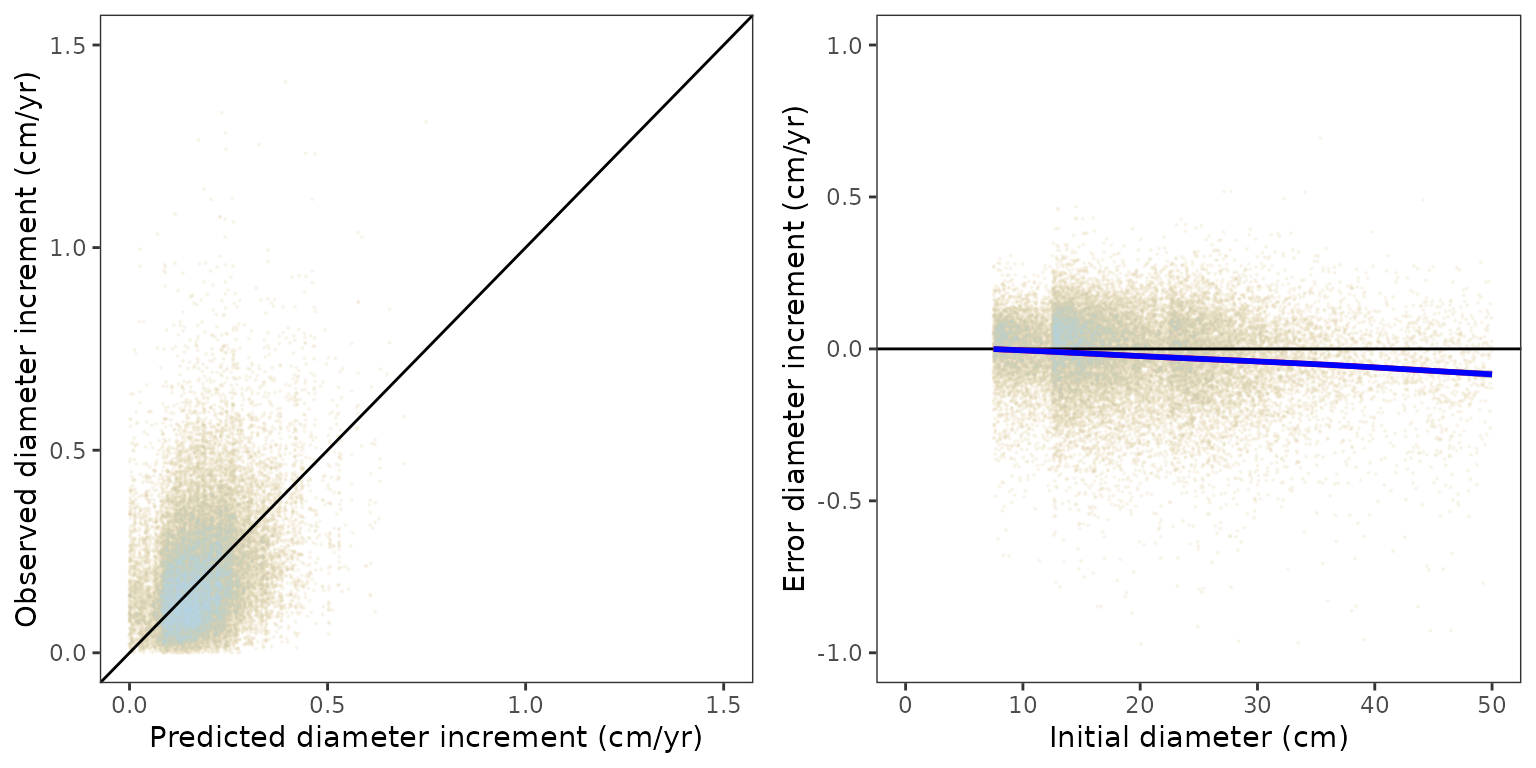 Observed diameter increment (cm/yr)
1.5
1.0
0.5
0.0
0.0 0.5 1.0 1.5
Predicted diameter increment (cm/yr)
Error diameter increment (cm/yr)
1.0
0.5
0.0
-0.5
-1.0
0 10 20 30 40 50
Initial diameter (cm)